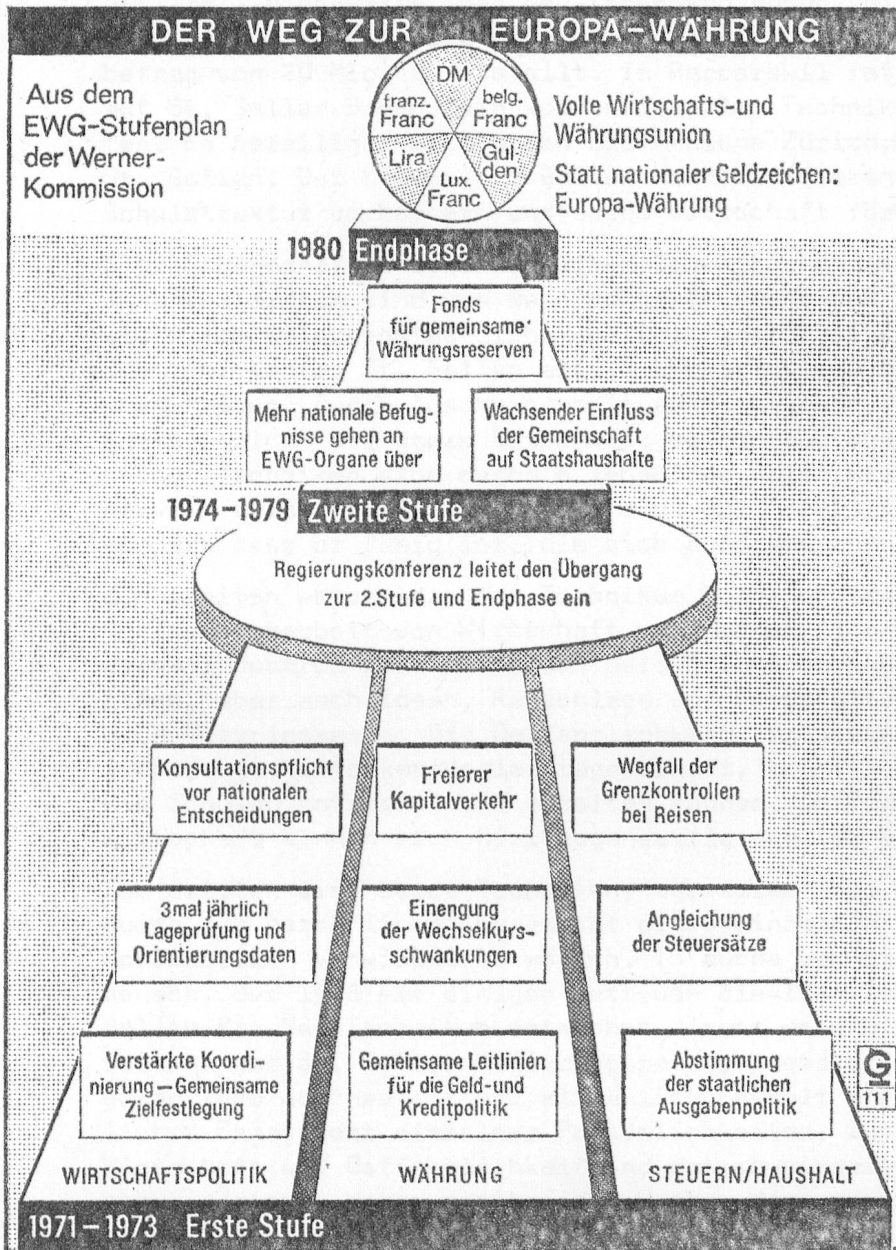 DER WEG ZUR EUROPA-WÄHRUNG
Aus dem
EWG-Stufenplan
der Werner-
Kommission
DM
franz.
Franc
belg.
Franc
Lira
Gul-
den
Lux.
Franc
Volle Wirtschafts-und
Währungsunion
Statt nationaler Geldzeichen:
Europa-Währung
1980 Endphase
Fonds
für gemeinsame
Währungsreserven
Mehr nationale Befug-
nisse gehen an
EWG-Organe über
Wachsender Einfluss
der Gemeinschaft
auf Staatshaushalte
1974-1979 Zweite Stufe
Regierungskonferenz leitet den Übergang
zur 2.Stufe und Endphase ein
Konsultationspflicht
vor nationalen
Entscheidungen
Freierer
Kapitalverkehr
Wegfall der
Grenzkontrollen
bei Reisen
3mal jährlich
Lageprüfung und
Orientierungsdaten
Einengung
der Wechselkurs-
schwankungen
Angleichung
der Steuersätze
Verstärkte Koordi-
nierung — Gemeinsame
Zielfestlegung
Gemeinsame Leitlinien
für die Geld-und
Kreditpolitik
Abstimmung
der staatlichen
Ausgabenpolitik
G
111
WIRTSCHAFTSPOLITIK
WÄHRUNG
STEUERN/HAUSHALT
1971-1973 Erste Stufe